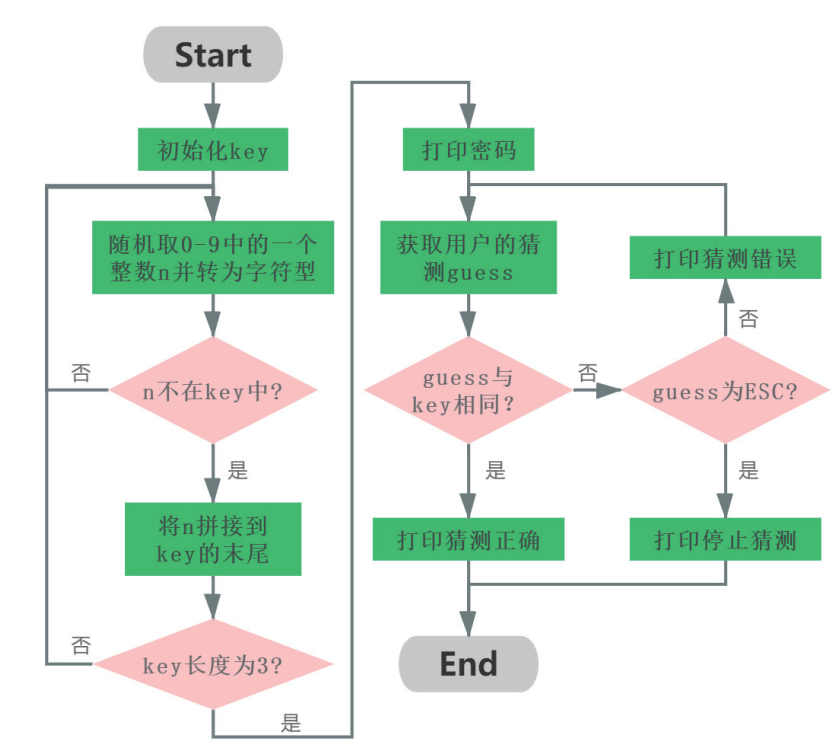 Start
初始化key
随机取0-9中的一个
整数n并转为字符型
否
n不在key中?
是
将n拼接到
key的末尾
否
key长度为3?
是
打印密码
获取用户的猜
测guess
guess与
key相同？
否
是
打印猜测正确
打印猜测错误
否
guess为ESC?
是
打印停止猜测
End